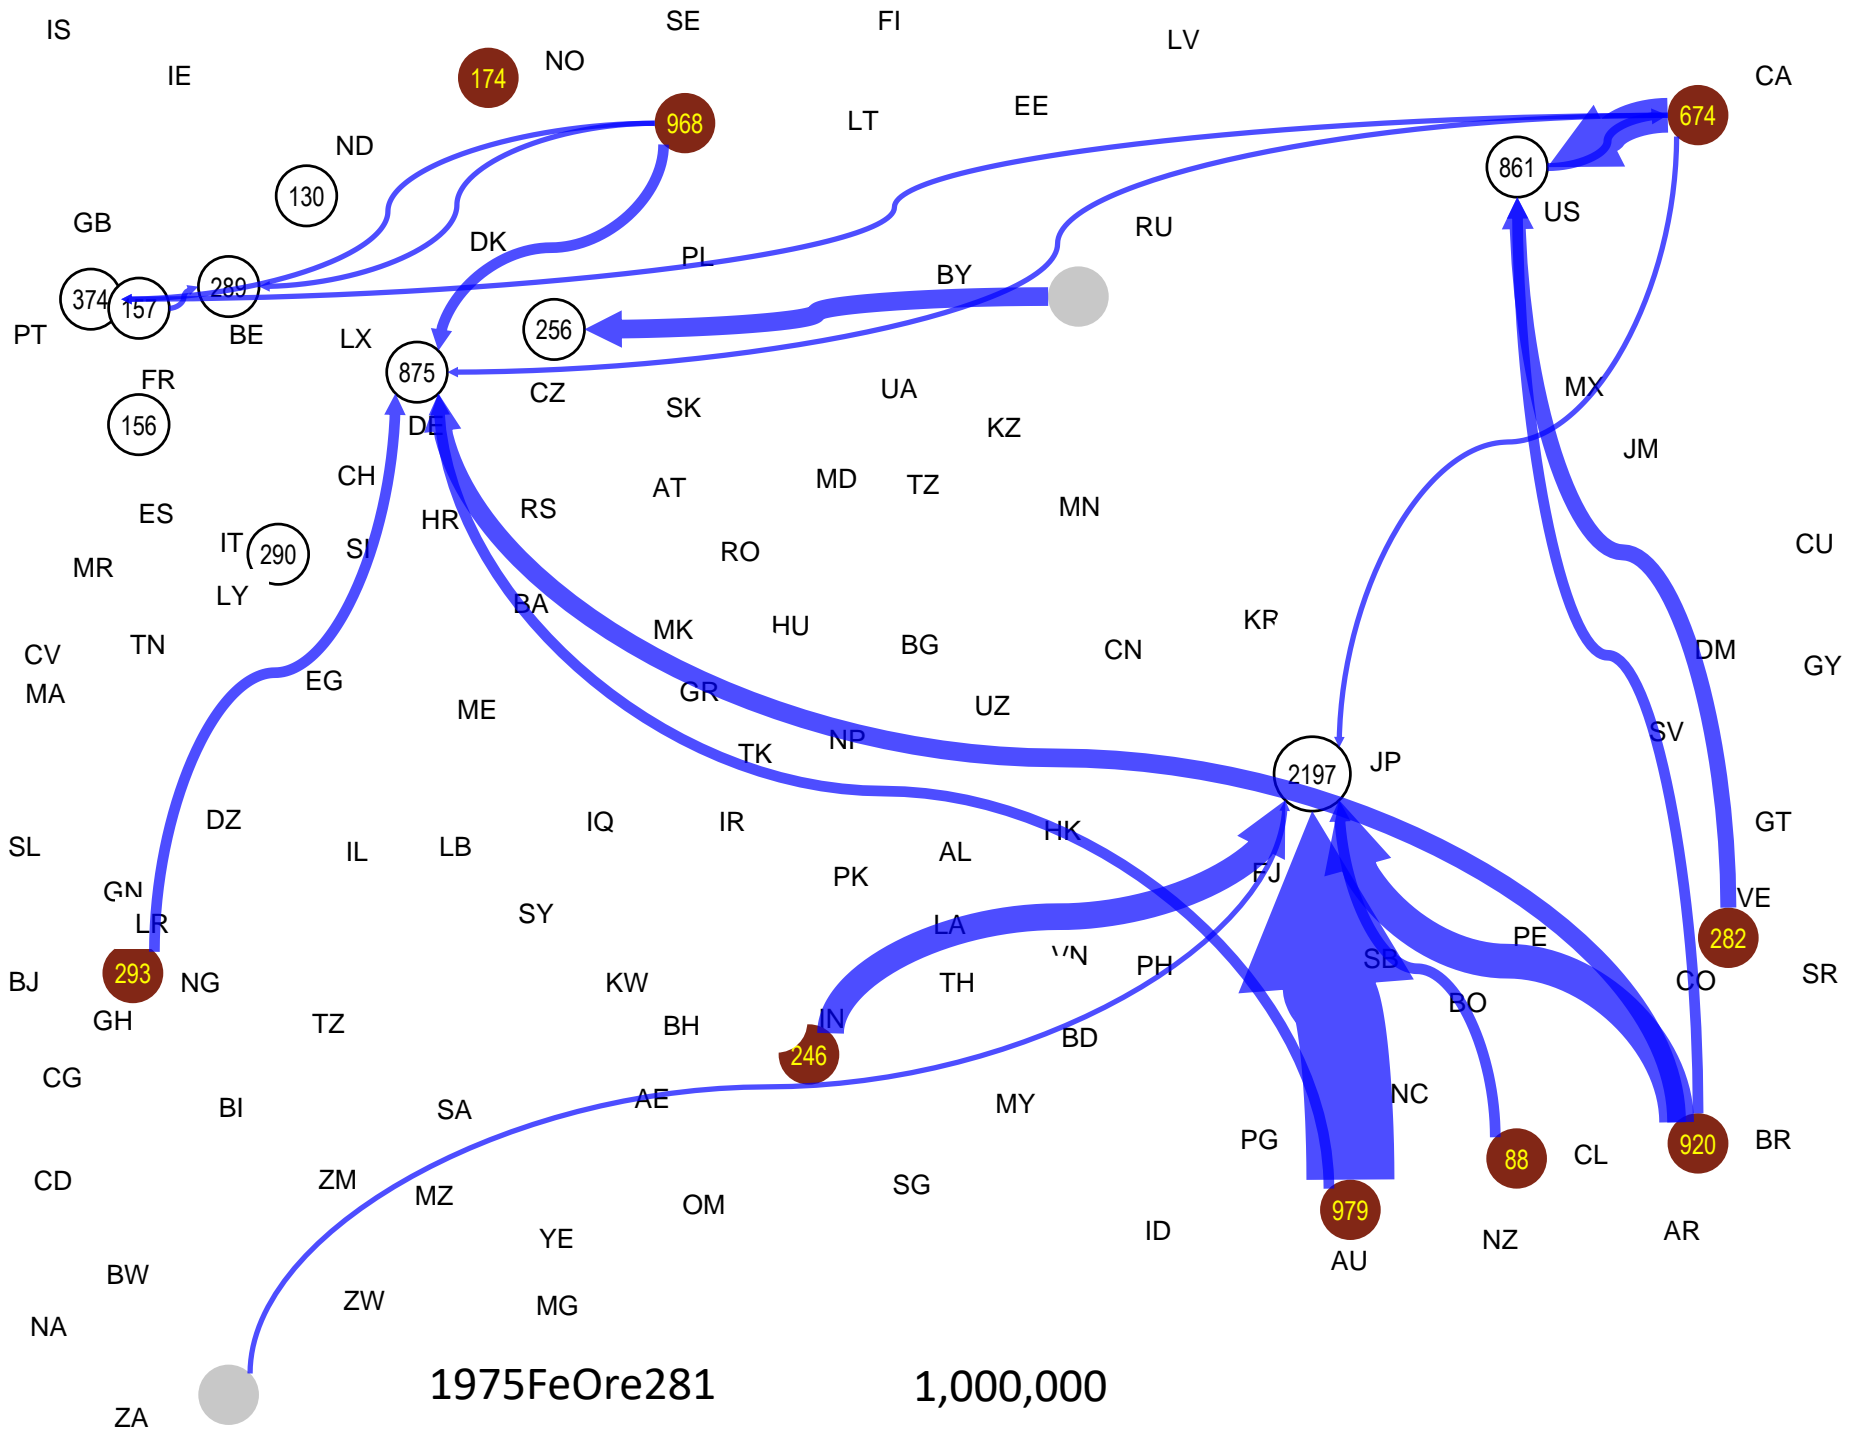 IS
SE
FI
LV
IE
174
NO
CA
EE
LT
968
674
ND
861
130
US
GB
DK
RU
PL
BY
374
157
289
256
PT
BE
LX
875
FR
CZ
UA
MX
156
DE
SK
KZ
JM
CH
AT
MD
TZ
MN
ES
HR
RS
IT
290
SI
RO
CU
MR
LY
BA
MK
HU
KR
TN
BG
CN
DM
CV
GY
MA
EG
GR
ME
UZ
SV
TK
NP
2197
JP
DZ
IQ
IR
HK
GT
SL
IL
LB
AL
PK
FJ
GN
VE
LR
SY
LA
PE
282
293
VN
PH
SB
BJ
NG
KW
TH
CO
SR
BO
GH
TZ
BH
IN
246
BD
CG
AE
NC
BI
SA
MY
PG
88
CL
920
BR
CD
ZM
MZ
SG
OM
979
YE
ID
NZ
AR
AU
BW
ZW
MG
NA
1975FeOre281
1,000,000
ZA